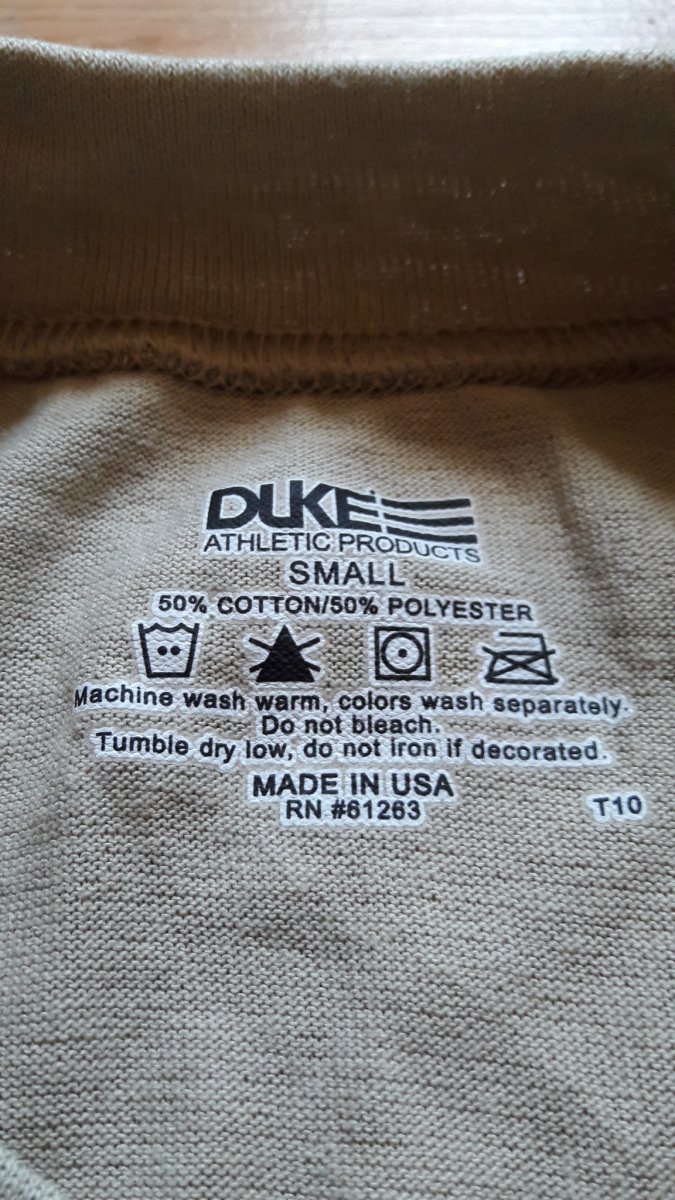 DUKE
ATHLETIC PRODUCTS
SMALL
50% COTTON/50% POLYESTER
Machine wash warm, colors wash separately.
Do not bleach.
Tumble dry low, do not iron if decorated.
MADE IN USA
RN #61263
T10